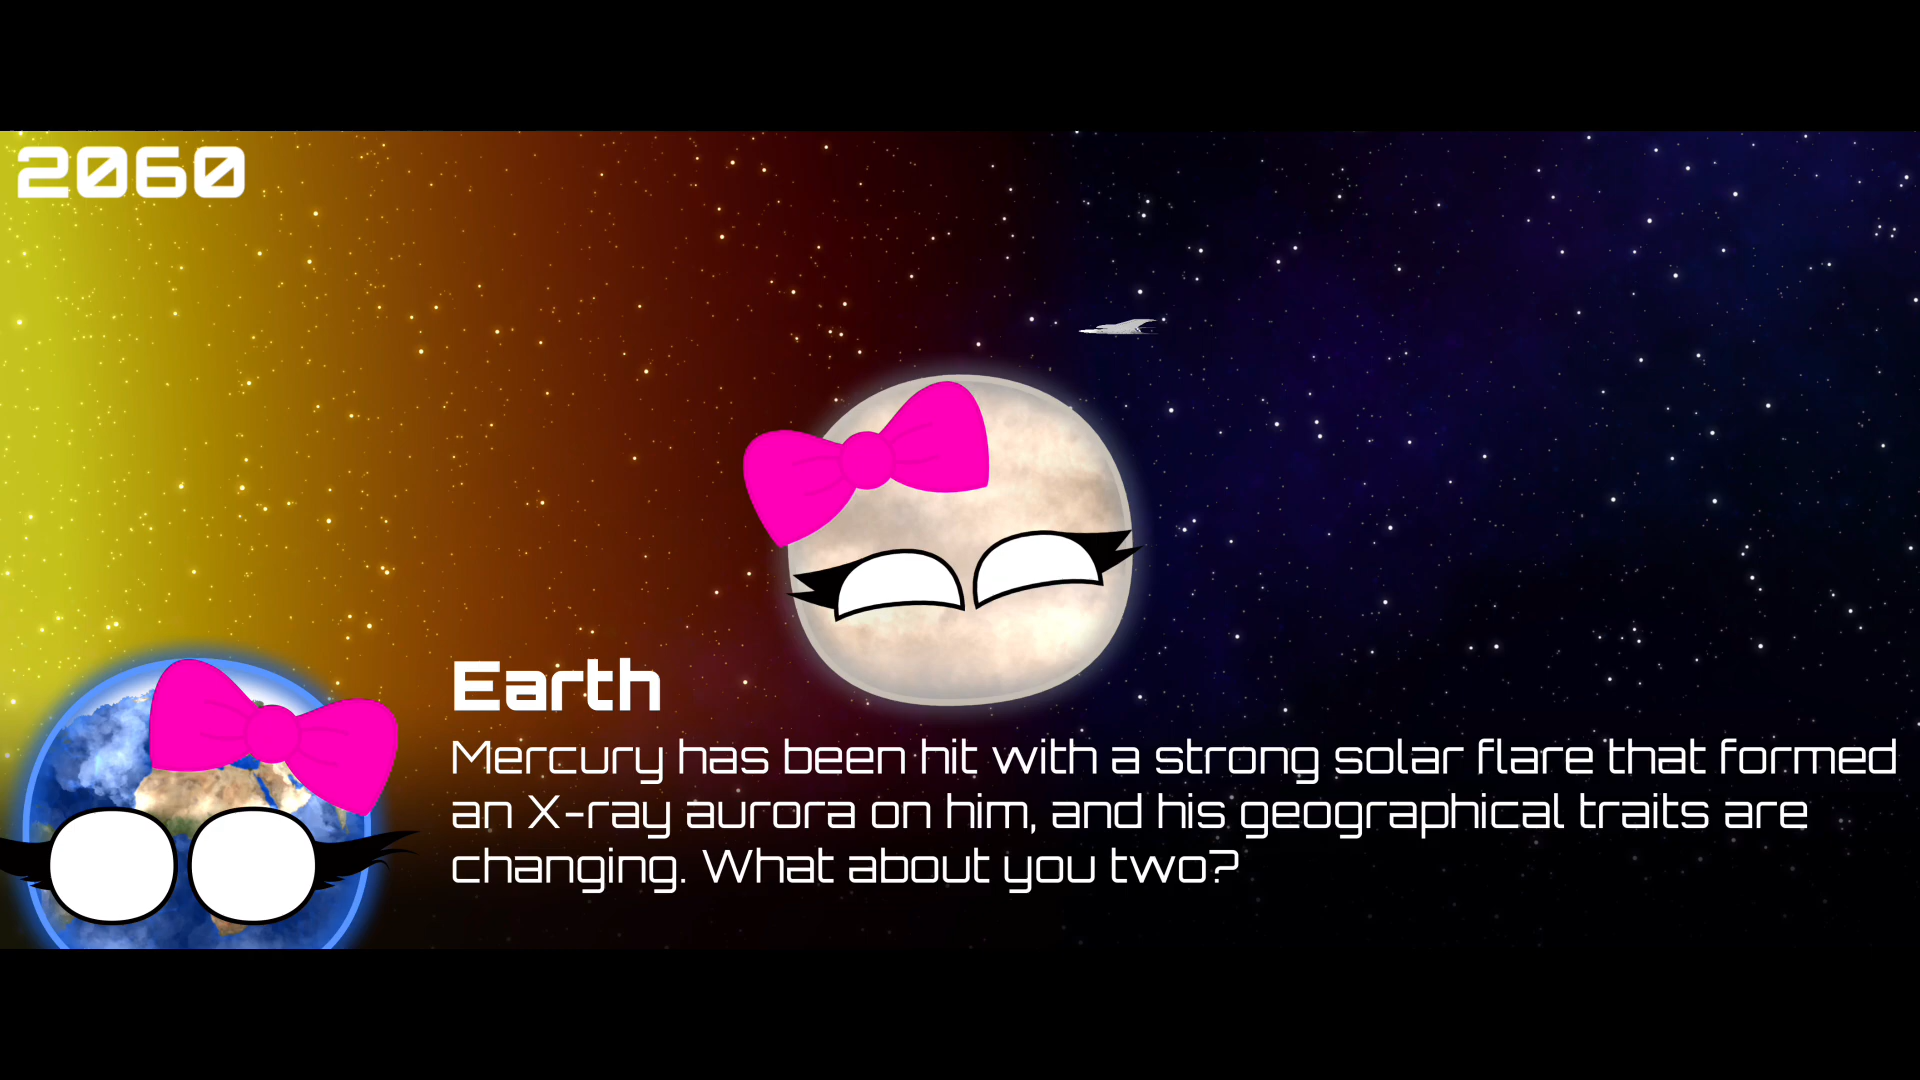 2060
Earth
Mercury has been hit with a strong solar flare that formed
an X-ray aurora on him, and his geographical traits are
changing. What about you two?